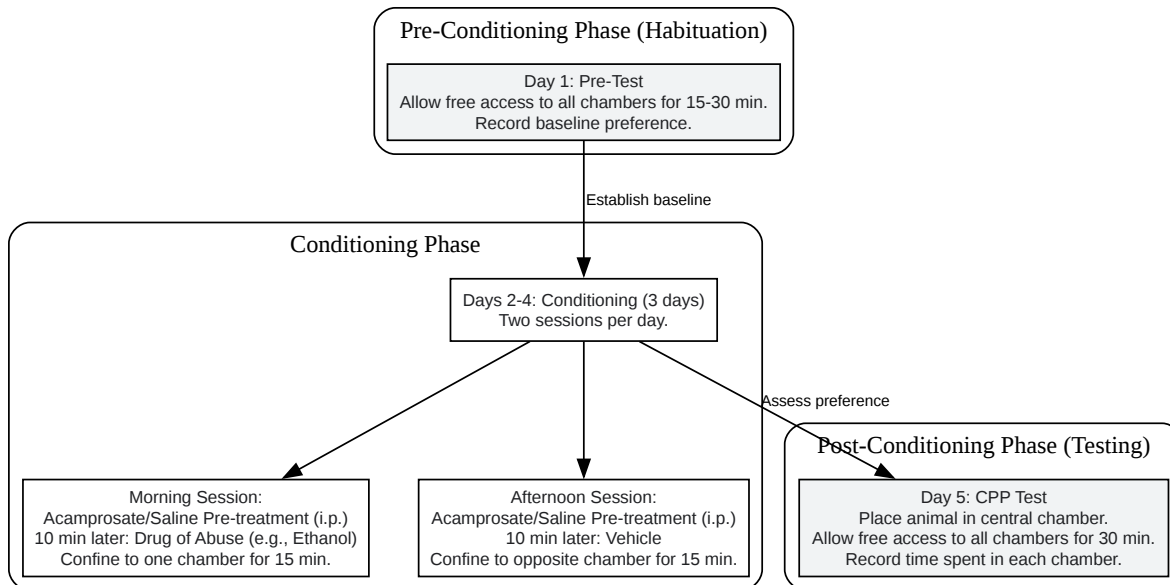 Pre-Conditioning Phase (Habituation)
Day 1: Pre-Test
Allow free access to all chambers for 15-30 min.
Record baseline preference.
Establish baseline
Conditioning Phase
Days 2-4: Conditioning (3 days)
Two sessions per day.
Assess preference
Morning Session:
Acamprosate/Saline Pre-treatment (i.p.)
10 min later: Drug of Abuse (e.g., Ethanol)
Confine to one chamber for 15 min.
Afternoon Session:
Acamprosate/Saline Pre-treatment (i.p.)
10 min later: Vehicle
Confine to opposite chamber for 15 min.
Post-Conditioning Phase (Testing)
Day 5: CPP Test
Place animal in central chamber.
Allow free access to all chambers for 30 min.
Record time spent in each chamber.